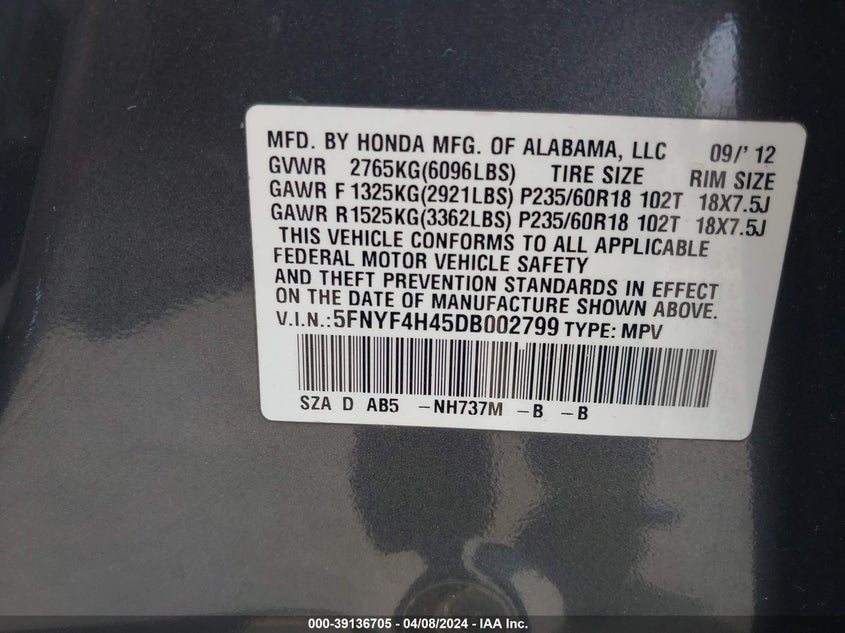 MFD. BY HONDA MFG. OF ALABAMA, LLC 09/' 12
GVWR 2765KG(6096LBS) TIRE SIZE RIM SIZE
GAWR F 1325KG(2921LBS) P235/60R18 102T 18X7.5J
GAWR R1525KG(3362LBS) P235/60R18 102T 18X7.5J
THIS VEHICLE CONFORMS TO ALL APPLICABLE
FEDERAL MOTOR VEHICLE SAFETY
AND THEFT PREVENTION STANDARDS IN EFFECT
ON THE DATE OF MANUFACTURE SHOWN ABOVE.
V.I.N.:5FNYF4H45DB002799 TYPE: MPV
SZA D AB5 -NH737M -B -B
000-39136705 - 04/08/2024 - IAA Inc.